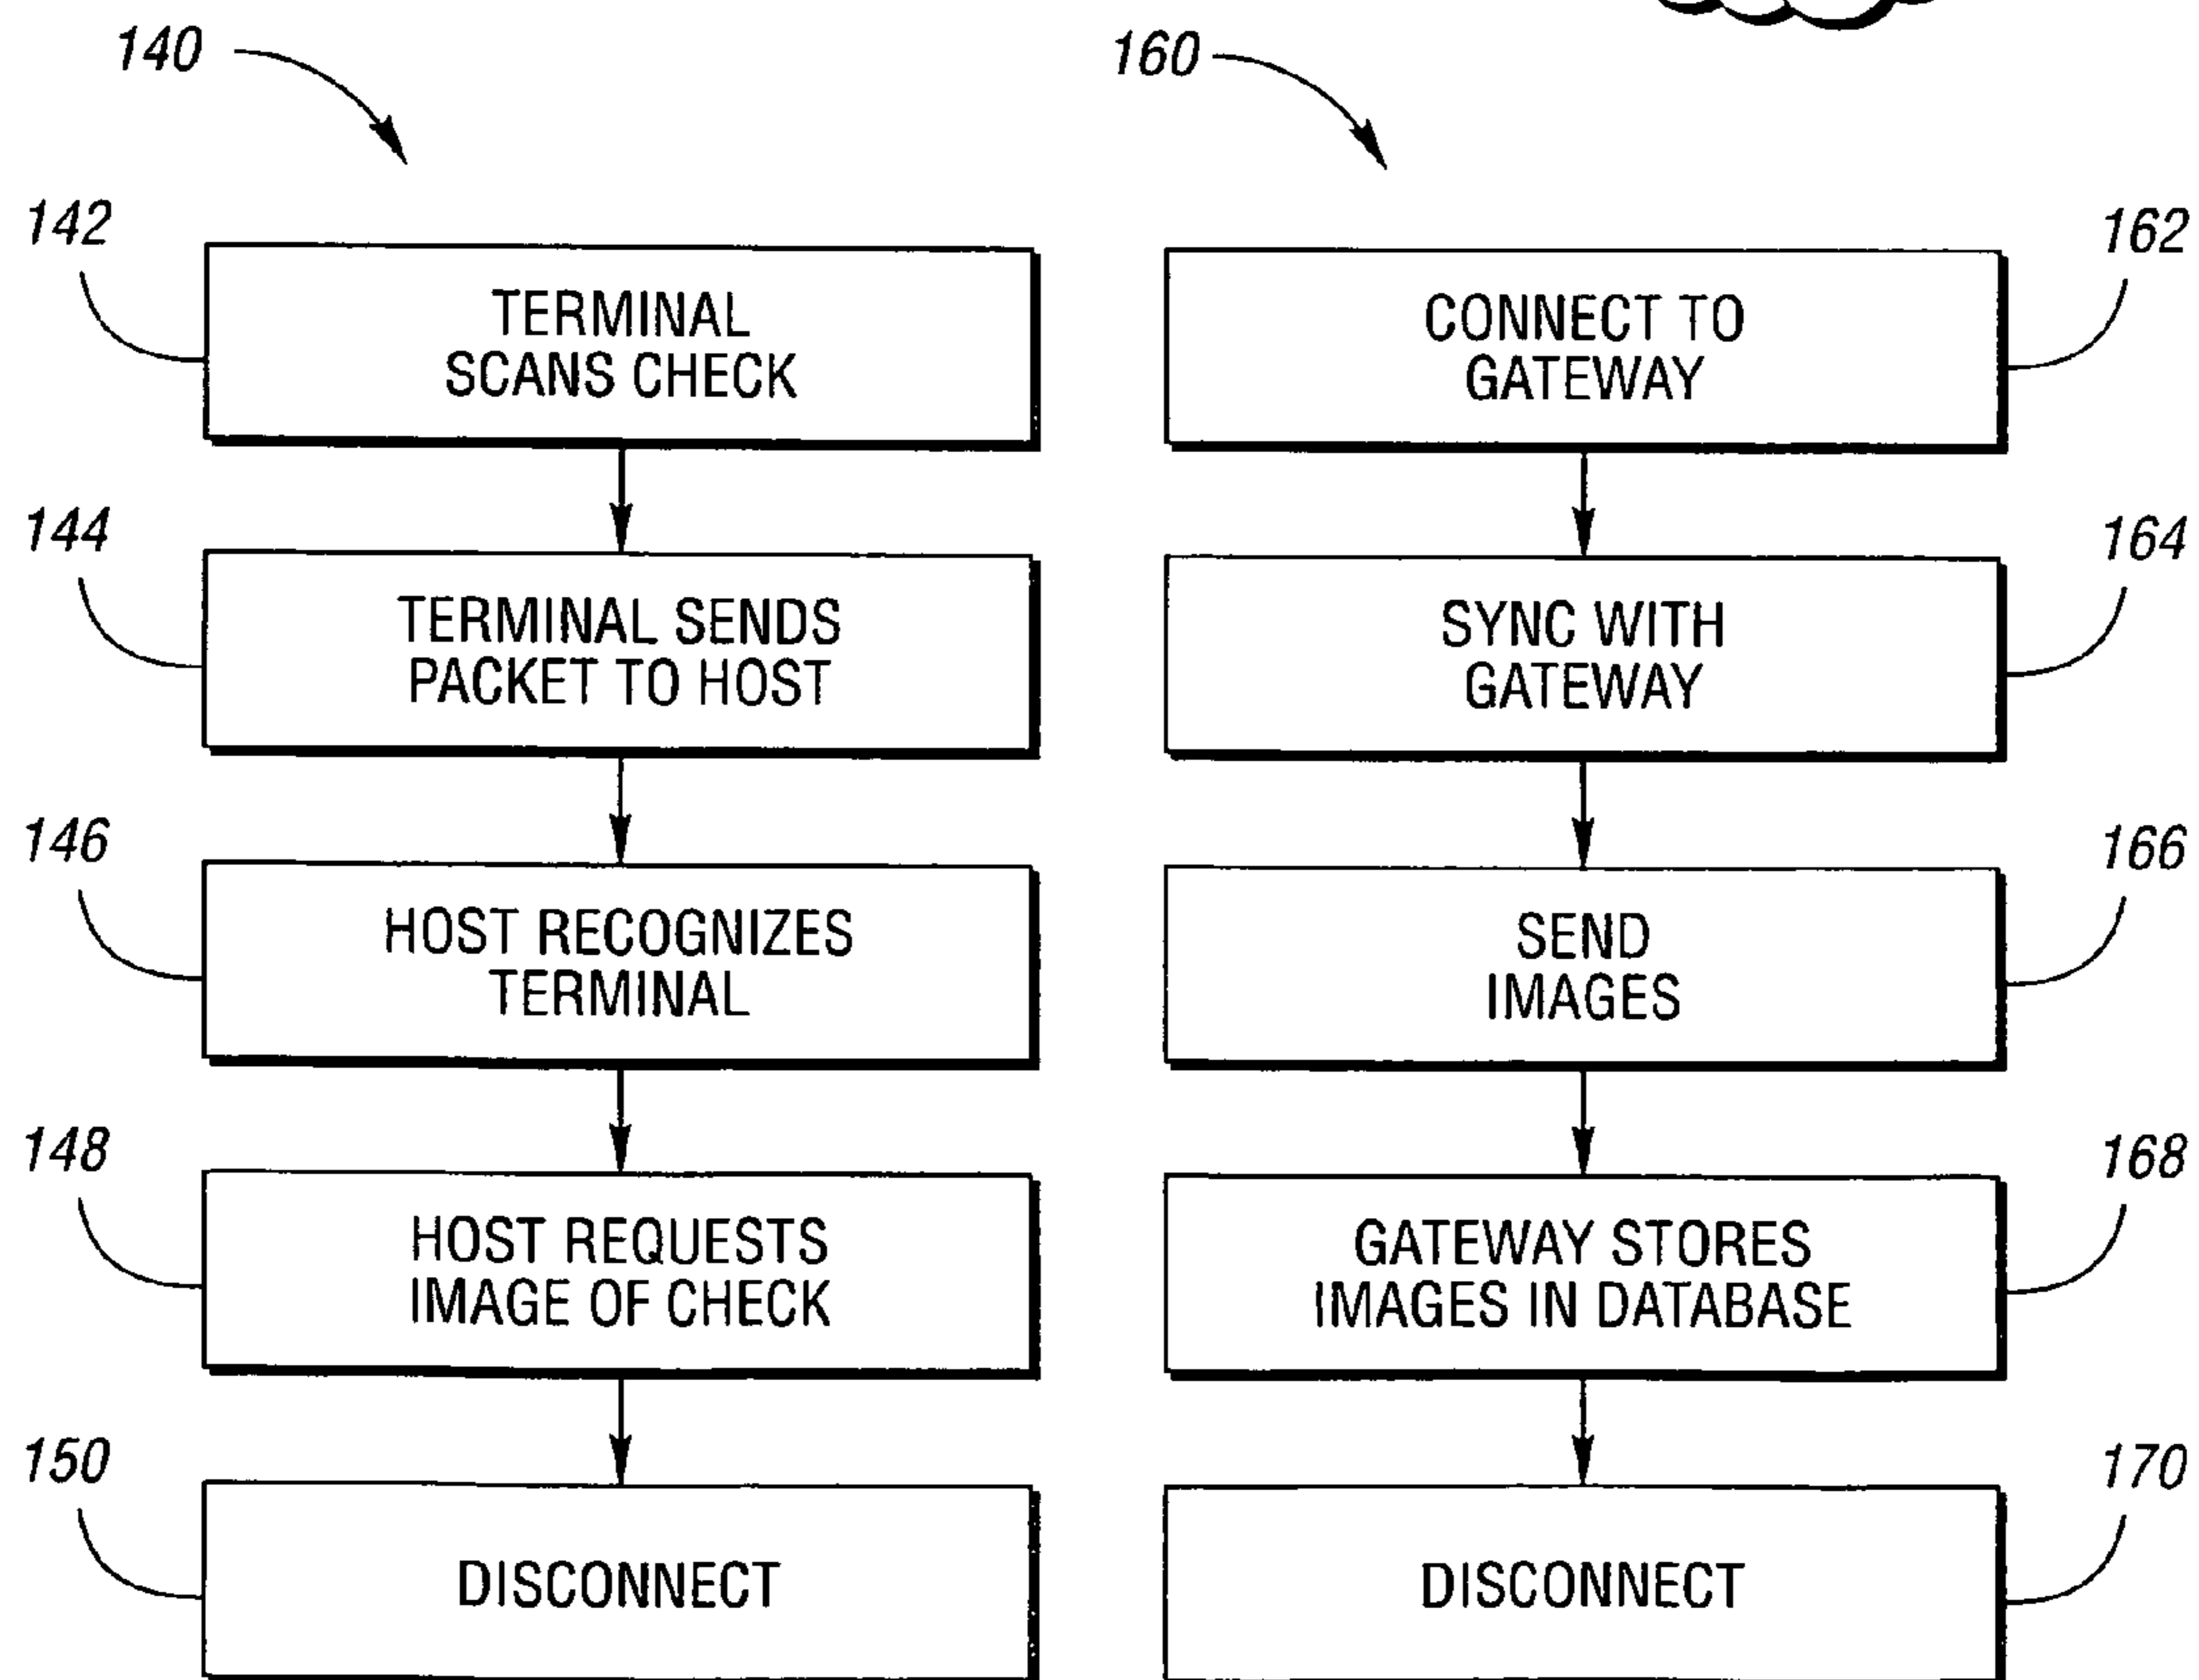 140
142
TERMINAL
SCANS CHECK
144
TERMINAL SENDS
PACKET TO HOST
146
HOST RECOGNIZES
TERMINAL
148
HOST REQUESTS
IMAGE OF CHECK
150
DISCONNECT
160
162
CONNECT TO
GATEWAY
164
SYNC WITH
GATEWAY
166
SEND
IMAGES
168
GATEWAY STORES
IMAGES IN DATABASE
170
DISCONNECT